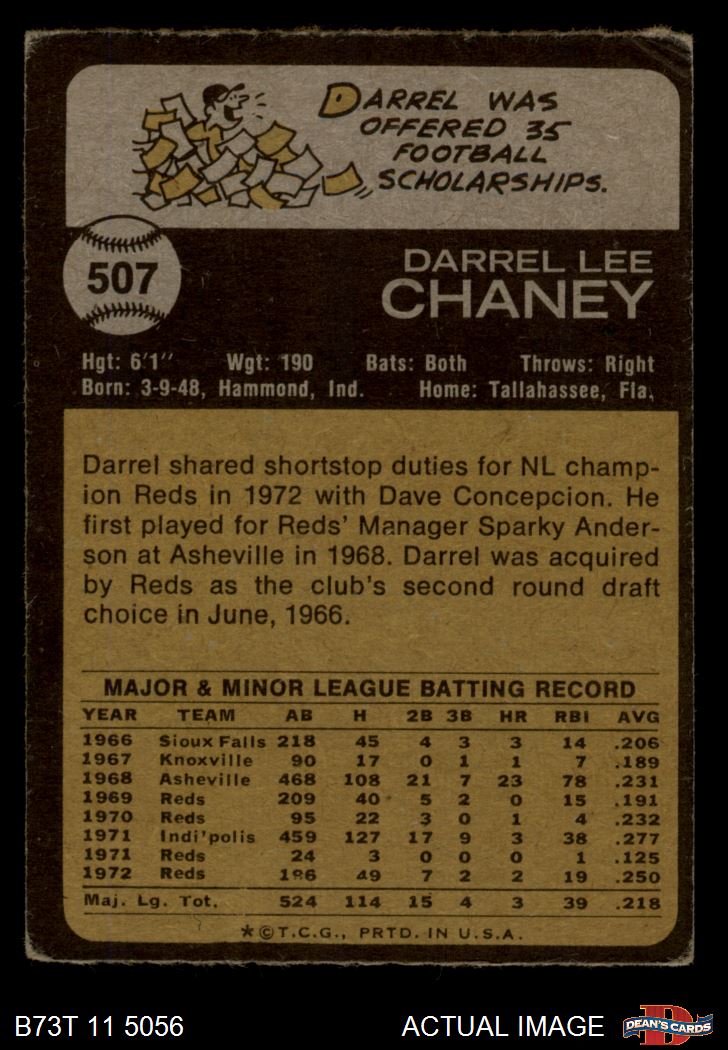 DARREL WAS
OFFERED 35
FOOTBALL
SCHOLARSHIPS.
507
DARREL LEE
CHANEY
Hgt: 6'1" Wgt: 190 Bats: Both Throws: Right
Born: 3-9-48, Hammond, Ind. Home: Tallahassee, Fla.
Darrel shared shortstop duties for NL champ-
ion Reds in 1972 with Dave Concepcion. He
first played for Reds' Manager Sparky Ander-
son at Asheville in 1968. Darrel was acquired
by Reds as the club's second round draft
choice in June, 1966.
MAJOR & MINOR LEAGUE BATTING RECORD
YEAR TEAM AB H 2B 3B HR RBI AVG
1966 Sioux Falls 218 45 4 3 3 14 .206
1967 Knoxville 90 17 0 1 1 7 .189
1968 Asheville 468 108 21 7 23 78 .231
1969 Reds 209 40 5 2 0 15 .191
1970 Reds 95 22 3 0 1 4 .232
1971 Indi'polis 459 127 17 9 3 38 .277
1971 Reds 24 3 0 0 0 1 .125
1972 Reds 196 49 7 2 2 19 .250
Maj. Lg. Tot. 524 114 15 4 3 39 .218
*©T.C.G., PRTD. IN U.S.A.
B73T 11 5056 ACTUAL IMAGE
D
DEAN'S CARDS